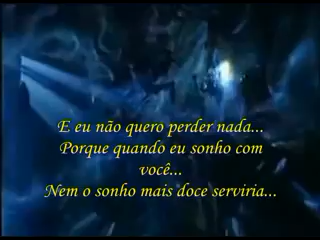 E eu não quero perder nada...
Porque quando eu sonho com
você...
Nem o sonho mais doce serviria...